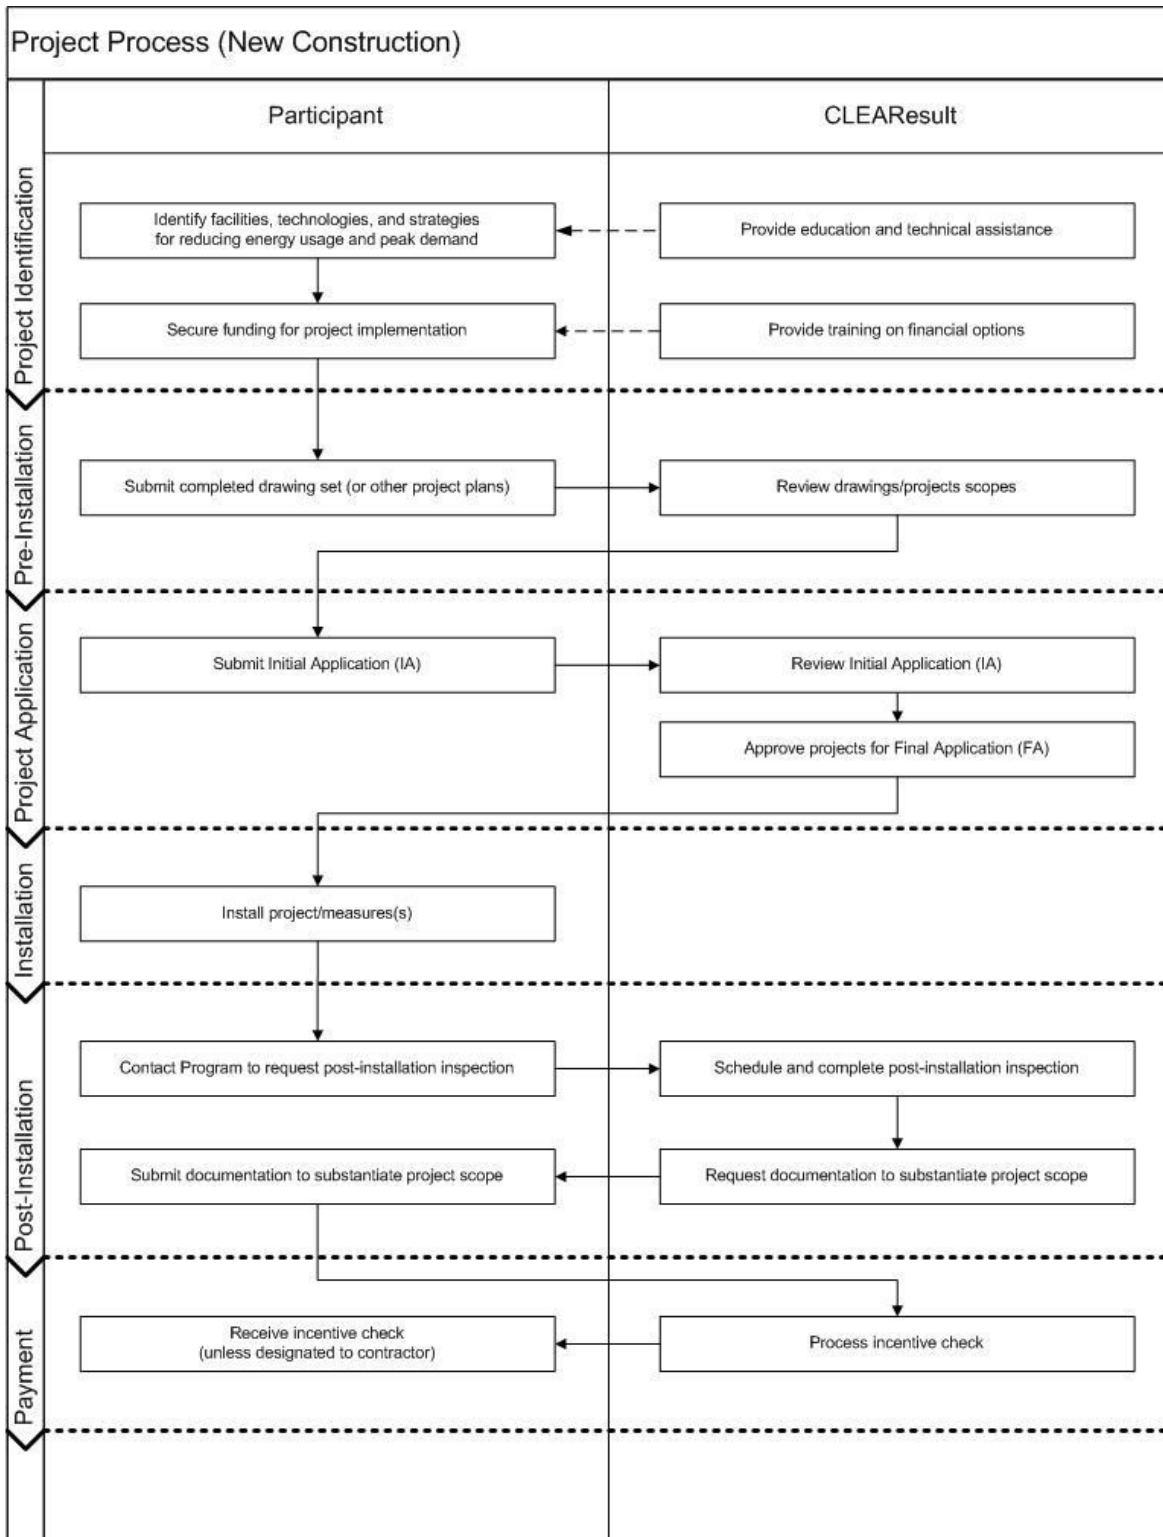 Project Process (New Construction)
Participant
CLEAResult
Project Identification
Identify facilities, technologies, and strategies
for reducing energy usage and peak demand
Provide education and technical assistance
Secure funding for project implementation
Provide training on financial options
Pre-Installation
Submit completed drawing set (or other project plans)
Review drawings/projects scopes
Project Application
Submit Initial Application (IA)
Review Initial Application (IA)
Approve projects for Final Application (FA)
Installation
Install project/measures(s)
Post-Installation
Contact Program to request post-installation inspection
Schedule and complete post-installation inspection
Submit documentation to substantiate project scope
Request documentation to substantiate project scope
Payment
Receive incentive check
(unless designated to contractor)
Process incentive check